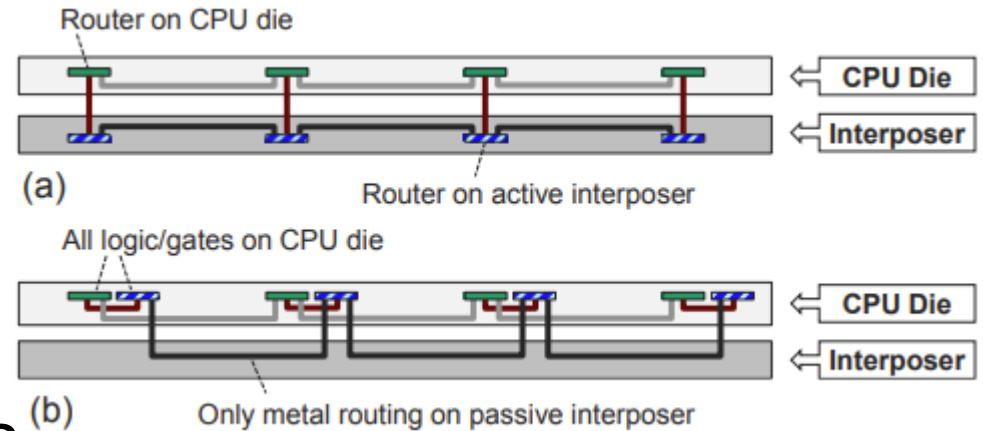 Router on CPU die
CPU Die
Interposer
(a)
Router on active interposer
All logic/gates on CPU die
CPU Die
Interposer
(b)
Only metal routing on passive interposer